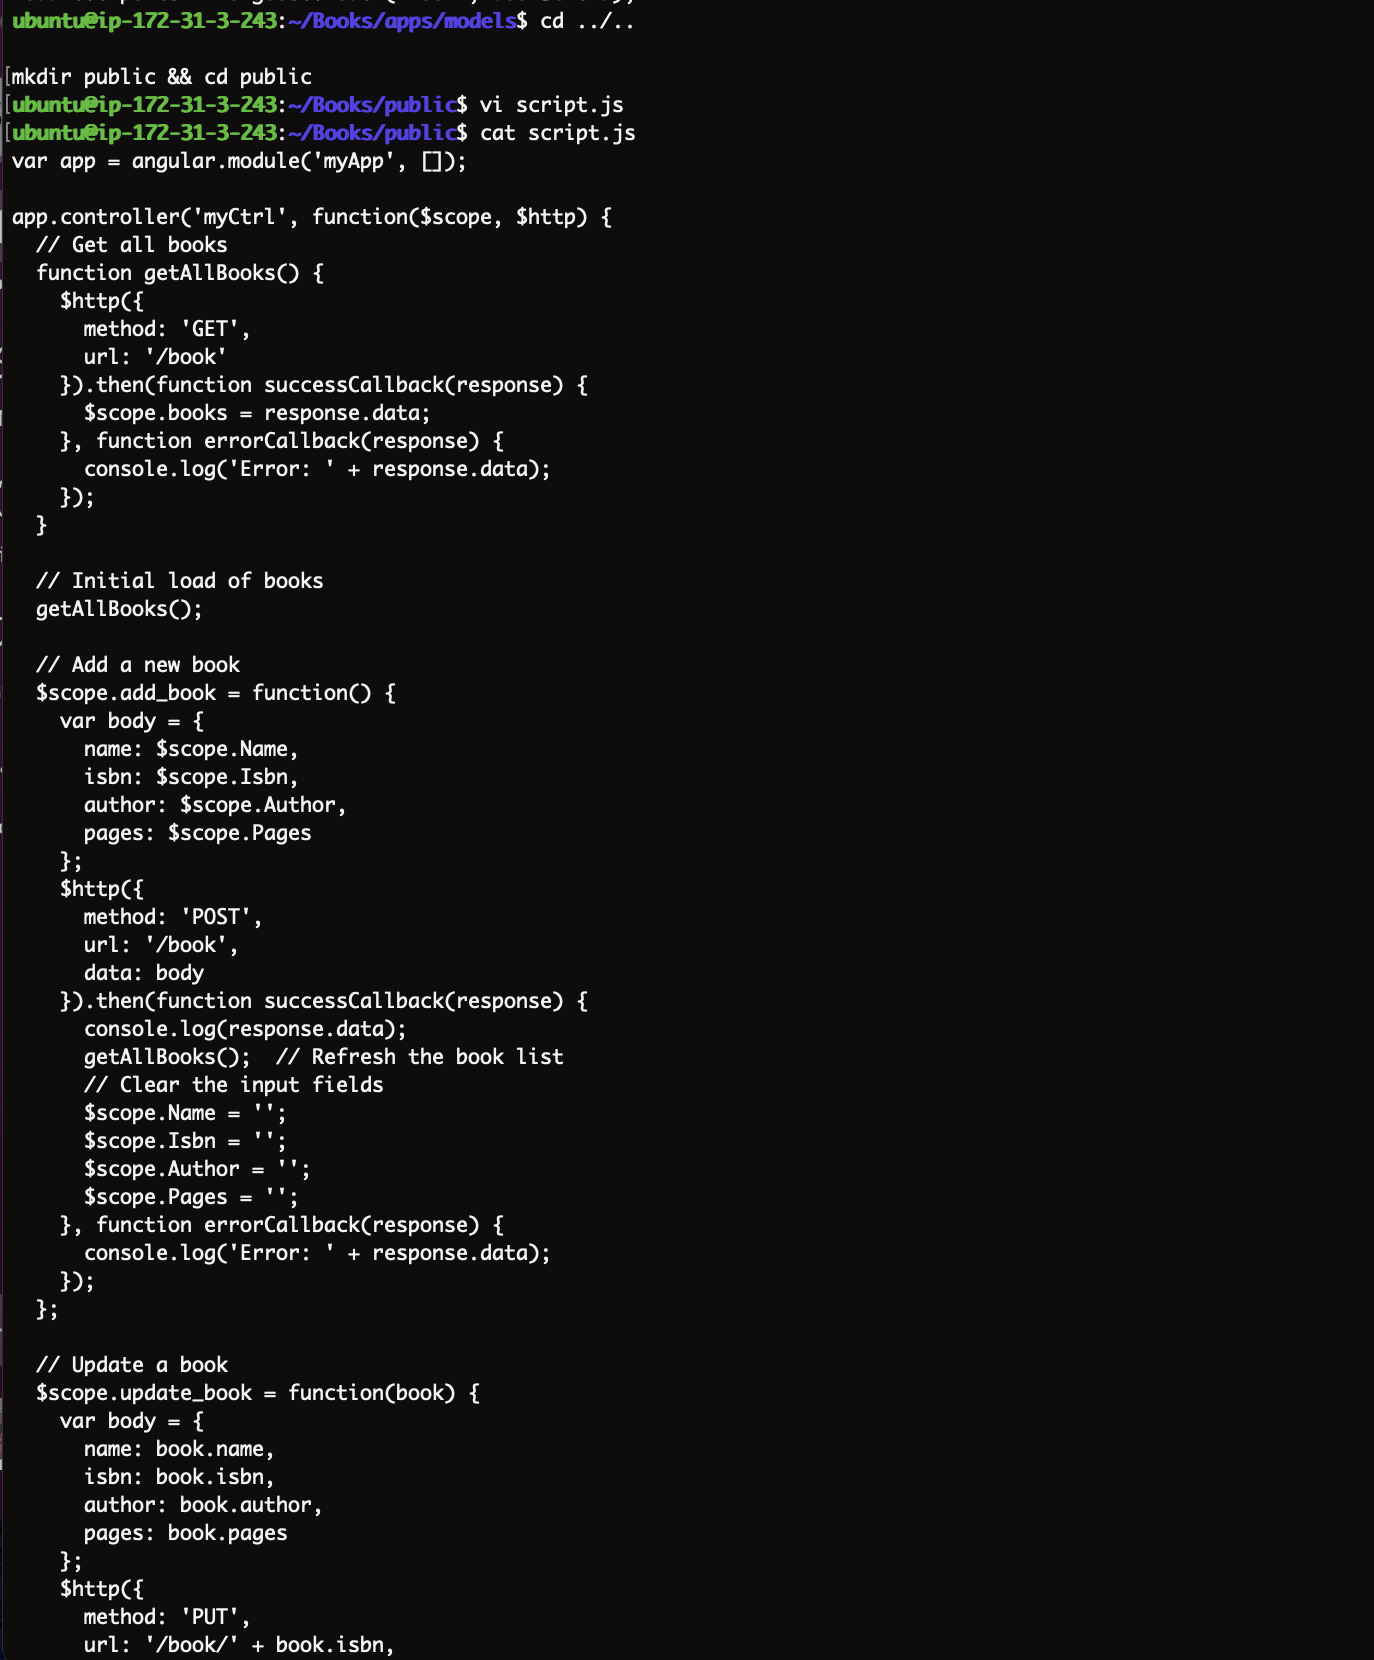 ubuntu@ip-172-31-3-243:~/Books/apps/models$ cd ../..
[mkdir public && cd public
[ubuntu@ip-172-31-3-243:~/Books/public$ vi script.js
[ubuntu@ip-172-31-3-243:~/Books/public$ cat script.js
var app = angular.module('myApp', []);
app.controller('myCtrl', function($scope, $http) {
// Get all books
function getAllBooks() {
$http({
method: 'GET',
url: '/book'
}).then(function successCallback(response) {
$scope.books = response.data;
}, function errorCallback(response) {
console.log('Error: ' + response.data);
});
}
// Initial load of books
getAllBooks();
// Add a new book
$scope.add_book = function() {
var body = {
name: $scope.Name,
isbn: $scope.Isbn,
author: $scope.Author,
pages: $scope.Pages
};
$http({
method: 'POST',
url: '/book',
data: body
}).then(function successCallback(response) {
console.log(response.data);
getAllBooks();  // Refresh the book list
// Clear the input fields
$scope.Name = '';
$scope.Isbn = '';
$scope.Author = '';
$scope.Pages = '';
}, function errorCallback(response) {
console.log('Error: ' + response.data);
});
};
// Update a book
$scope.update_book = function(book) {
var body = {
name: book.name,
isbn: book.isbn,
author: book.author,
pages: book.pages
};
$http({
method: 'PUT',
url: '/book/' + book.isbn,